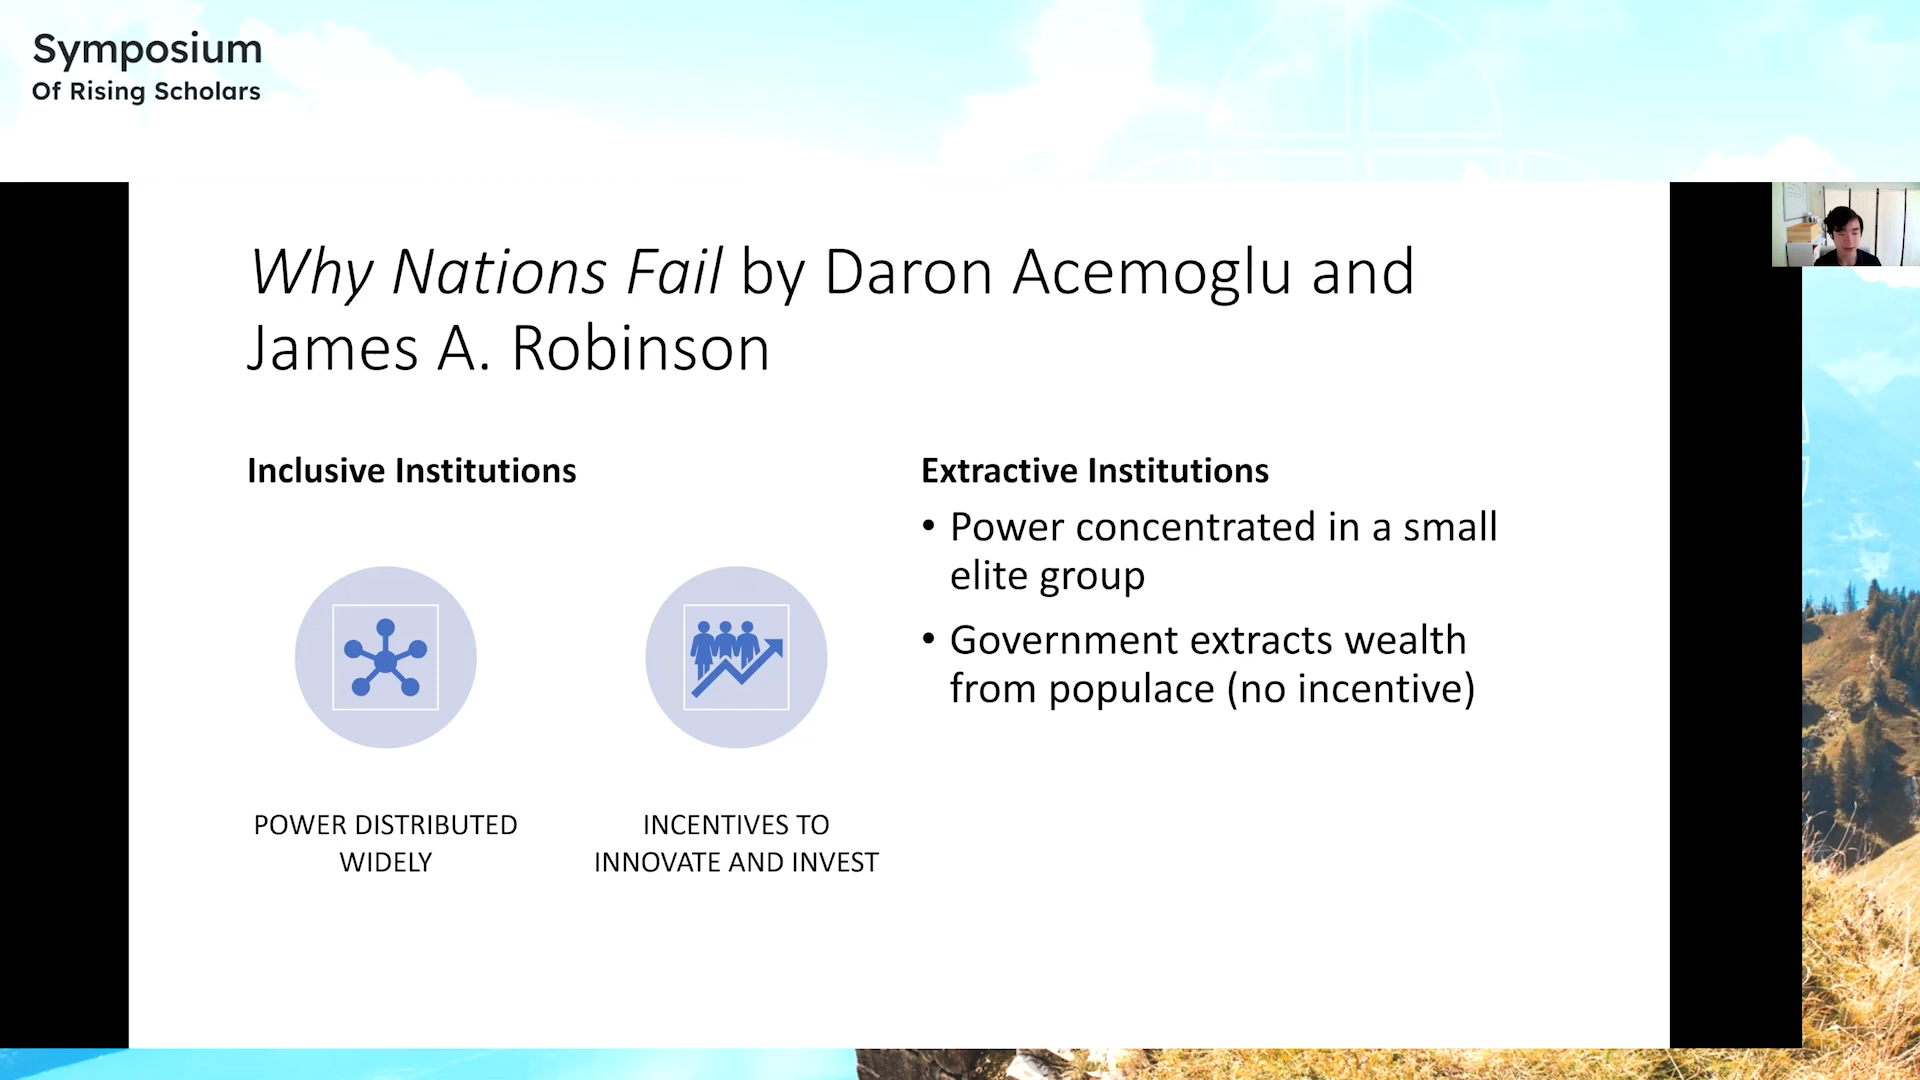 Symposium
Of Rising Scholars
Why Nations Fail by Daron Acemoglu and
James A. Robinson
Inclusive Institutions
POWER DISTRIBUTED
WIDELY
INCENTIVES TO
INNOVATE AND INVEST
Extractive Institutions
• Power concentrated in a small
elite group
• Government extracts wealth
from populace (no incentive)